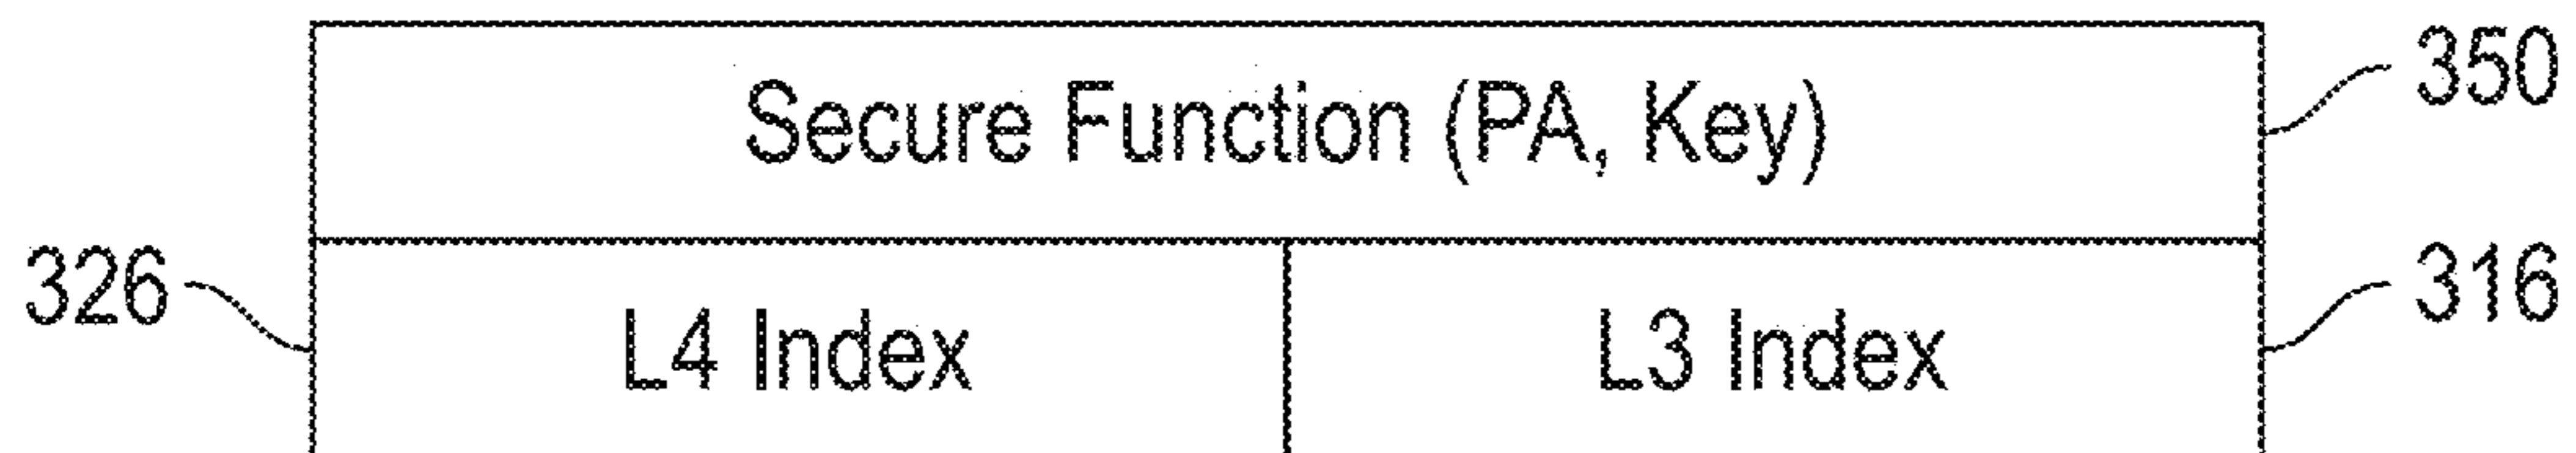 Secure Function (PA, Key)
350
326
L4 Index
L3 Index
316